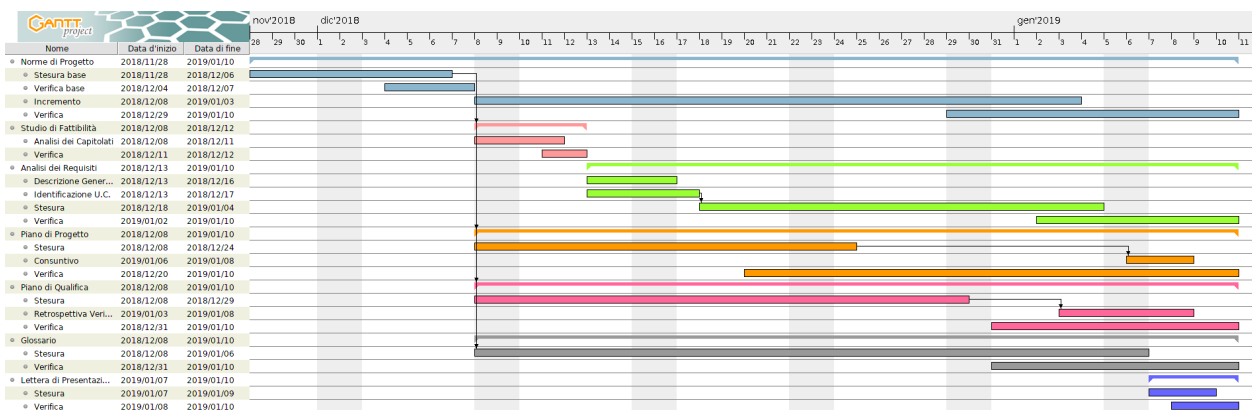 GANTT project
nov'2018 dic'2018 gen'2019
Nome Data d'inizio Data di fine 28 29 30 1 2 3 4 5 6 7 8 9 10 11 12 13 14 15 16 17 18 19 20 21 22 23 24 25 26 27 28 29 30 31 1 2 3 4 5 6 7 8 9 10 11
Norme di Progetto 2018/11/28 2019/01/10
Stesura base 2018/11/28 2018/12/06
Verifica base 2018/12/04 2018/12/07
Incremento 2018/12/08 2019/01/03
Verifica 2018/12/29 2019/01/10
Studio di Fattibilità 2018/12/08 2018/12/12
Analisi dei Capitolati 2018/12/08 2018/12/11
Verifica 2018/12/11 2018/12/12
Analisi dei Requisiti 2018/12/13 2019/01/10
Descrizione Gener... 2018/12/13 2018/12/16
Identificazione U.C. 2018/12/13 2018/12/17
Stesura 2018/12/18 2019/01/04
Verifica 2019/01/02 2019/01/10
Piano di Progetto 2018/12/08 2019/01/10
Stesura 2018/12/08 2018/12/24
Consuntivo 2019/01/06 2019/01/08
Verifica 2018/12/20 2019/01/10
Piano di Qualifica 2018/12/08 2019/01/10
Stesura 2018/12/08 2018/12/29
Retrospettiva Veri... 2019/01/03 2019/01/08
Verifica 2018/12/31 2019/01/10
Glossario 2018/12/08 2019/01/10
Stesura 2018/12/08 2019/01/06
Verifica 2018/12/31 2019/01/10
Lettera di Presentazi... 2019/01/07 2019/01/10
Stesura 2019/01/07 2019/01/09
Verifica 2019/01/08 2019/01/10